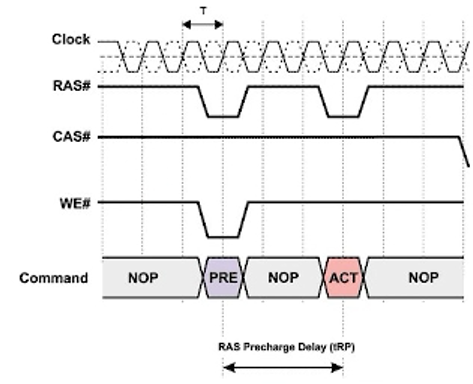 T
Clock
RAS#
CAS#
WE#
Command NOP PRE NOP ACT NOP
RAS Precharge Delay (tRP)